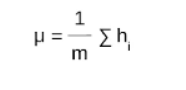 μ = 1/m ∑ hᵢ